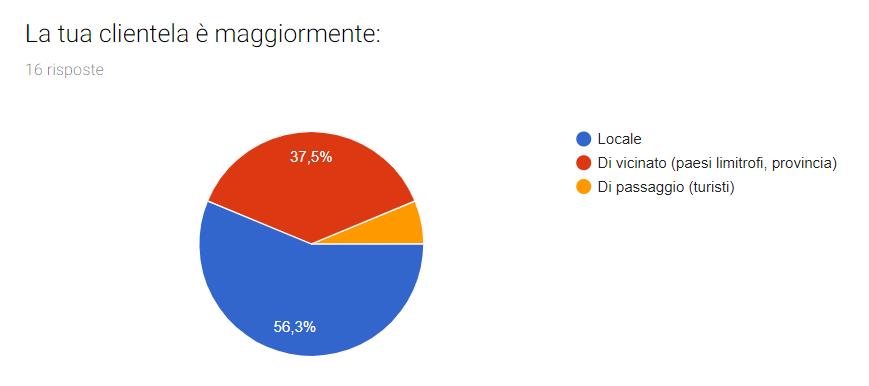 La tua clientela è maggiormente:
16 risposte
37,5%
56,3%
Locale
Di vicinato (paesi limitrofi, provincia)
Di passaggio (turisti)